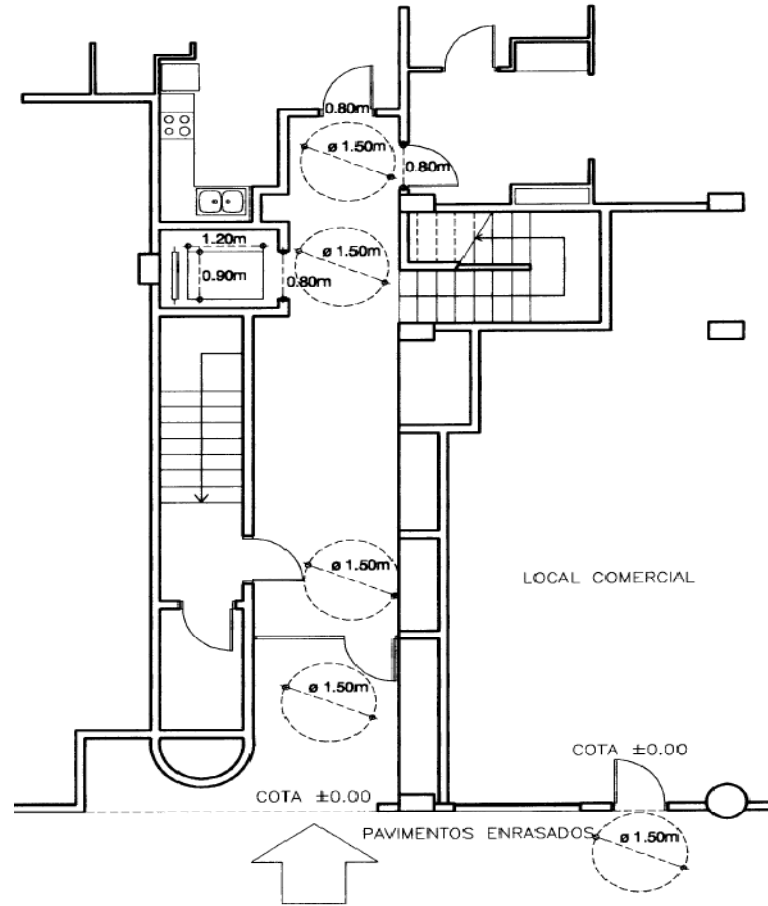 0.80m
ø 1.50m
0.80m
1.20m
ø 1.50m
0.90m
0.80m
ø 1.50m
LOCAL COMERCIAL
ø 1.50m
COTA ±0.00
COTA ±0.00
PAVIMENTOS ENRASADOS
ø 1.50m